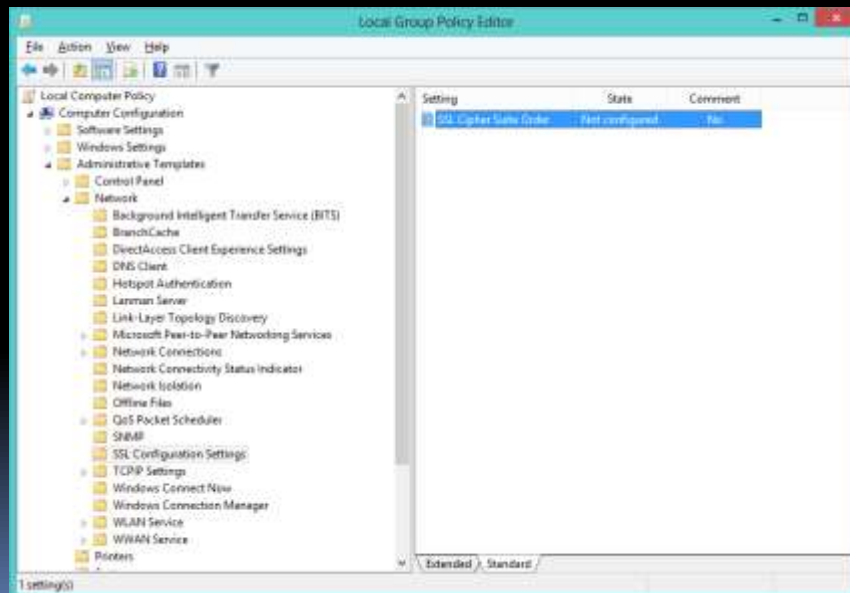 Local Group Policy Editor
File Action View Help
Local Computer Policy
Computer Configuration
Software Settings
Windows Settings
Administrative Templates
Control Panel
Network
Background Intelligent Transfer Service (BITS)
BranchCache
DirectAccess Client Experience Settings
DNS Client
Hotspot Authentication
Lanman Server
Link-Layer Topology Discovery
Microsoft Peer-to-Peer Networking Services
Network Connections
Network Connectivity Status Indicator
Network Isolation
Offline Files
QoS Packet Scheduler
SNMP
SSL Configuration Settings
TCPIP Settings
Windows Connect Now
Windows Connection Manager
WLAN Service
WWAN Service
Printers
Setting State Comment
SSL Cipher Suite Order Not configured No
Extended Standard
1 setting(s)